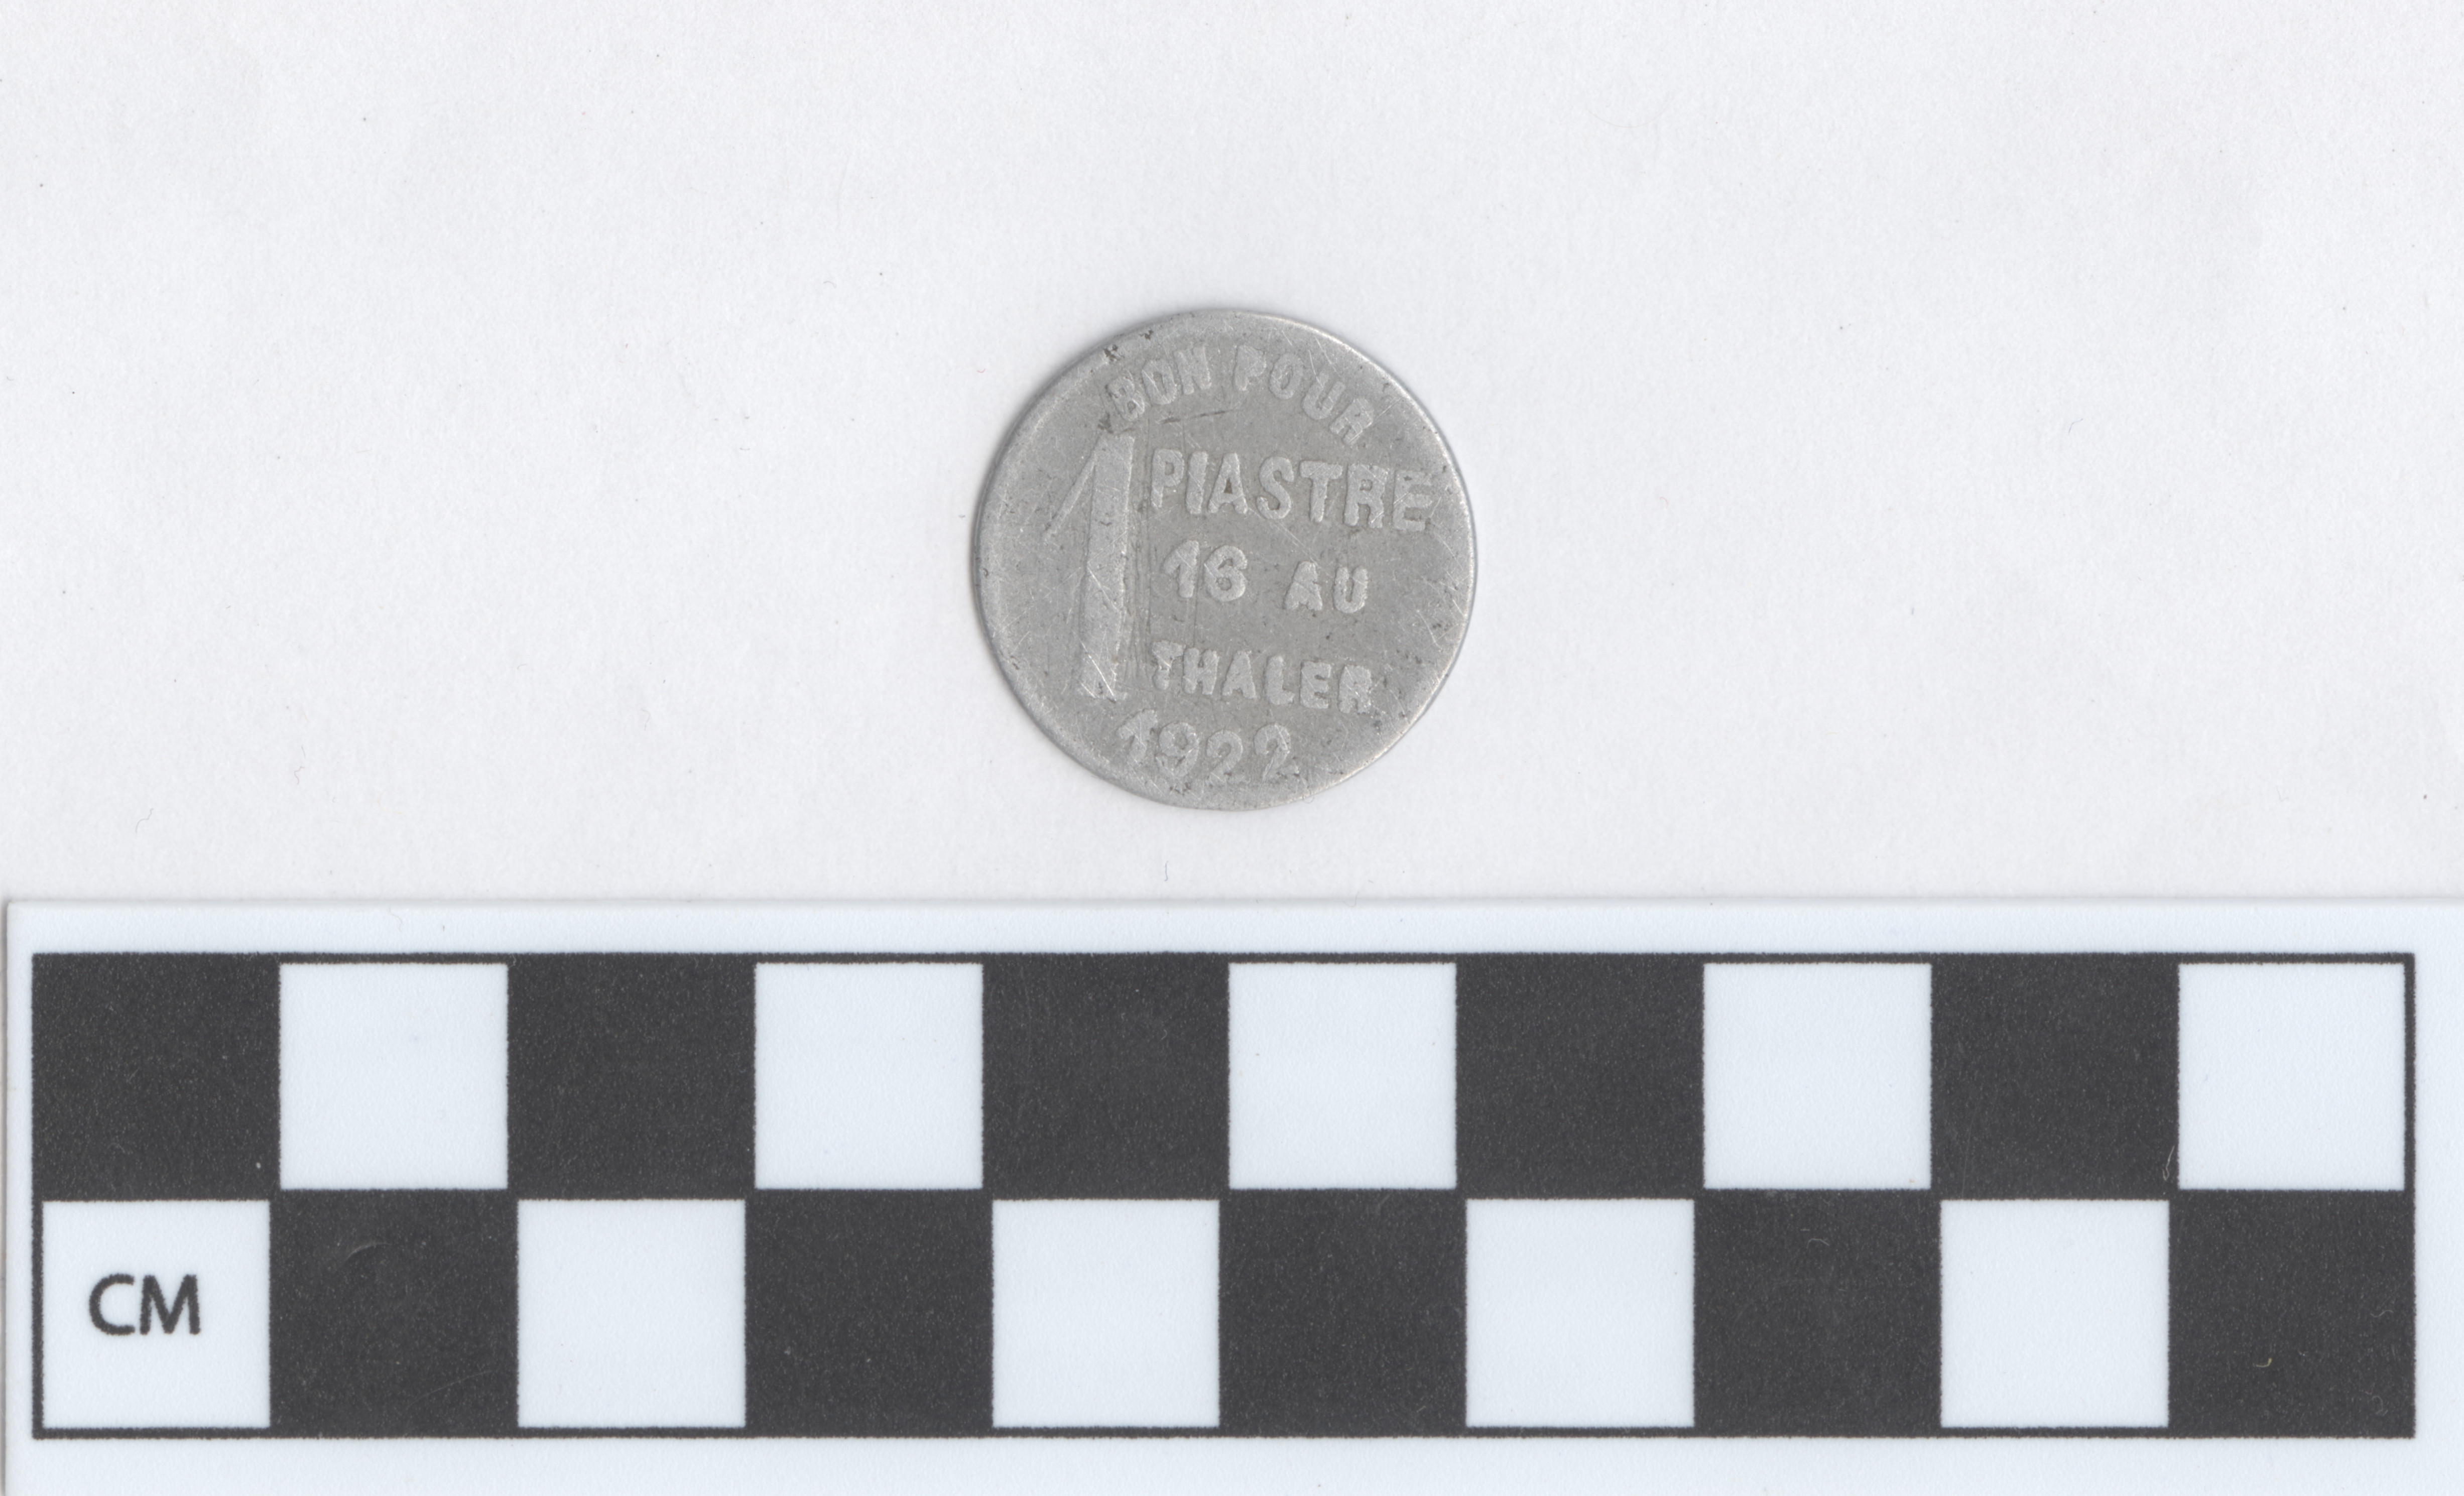 BON POUR
1 PIASTRE
16 AU
THALER
1922
CM